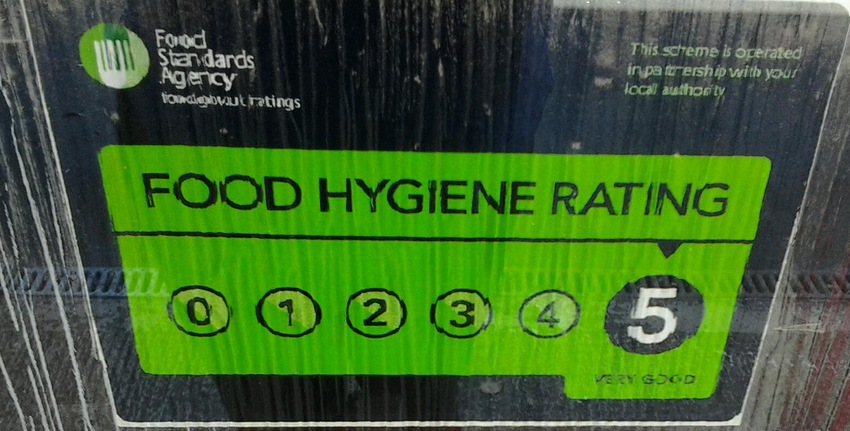 Food
Standards
Agency
food.gov.uk/ratings
This scheme is operated
in partnership with your
local authority
FOOD HYGIENE RATING
0 1 2 3 4 5
VERY GOOD